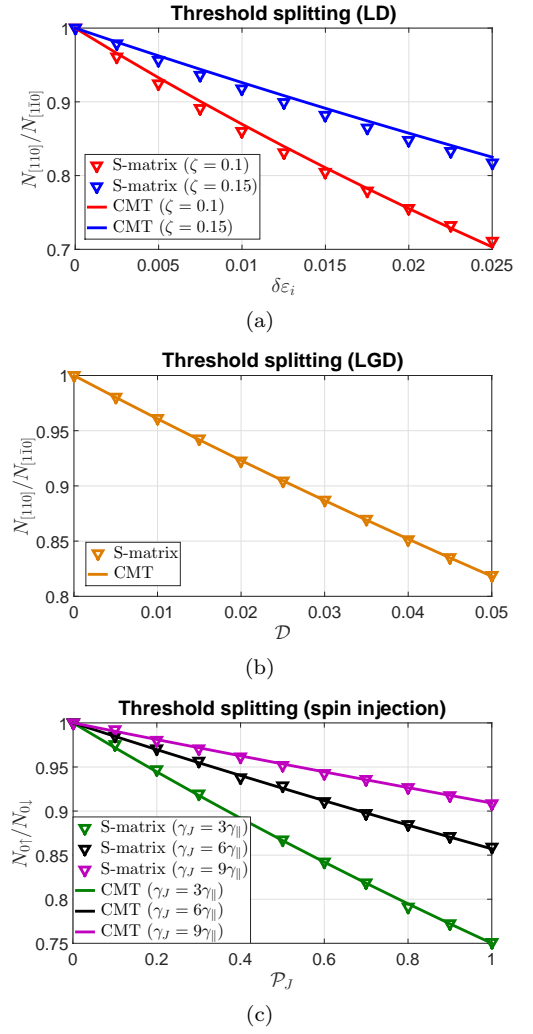 Threshold splitting (LD)
N[110]/N[11̄0]
1
0.9
0.8
0.7
S-matrix (ζ = 0.1)
S-matrix (ζ = 0.15)
CMT (ζ = 0.1)
CMT (ζ = 0.15)
0 0.005 0.01 0.015 0.02 0.025
δεi
(a)
Threshold splitting (LGD)
N[110]/N[11̄0]
1
0.95
0.9
0.85
0.8
S-matrix
CMT
0 0.01 0.02 0.03 0.04 0.05
𝒟
(b)
Threshold splitting (spin injection)
N0↑/N0↓
1
0.95
0.9
0.85
0.8
0.75
S-matrix (γJ = 3γ∥)
S-matrix (γJ = 6γ∥)
S-matrix (γJ = 9γ∥)
CMT (γJ = 3γ∥)
CMT (γJ = 6γ∥)
CMT (γJ = 9γ∥)
0 0.2 0.4 0.6 0.8 1
𝒫J
(c)